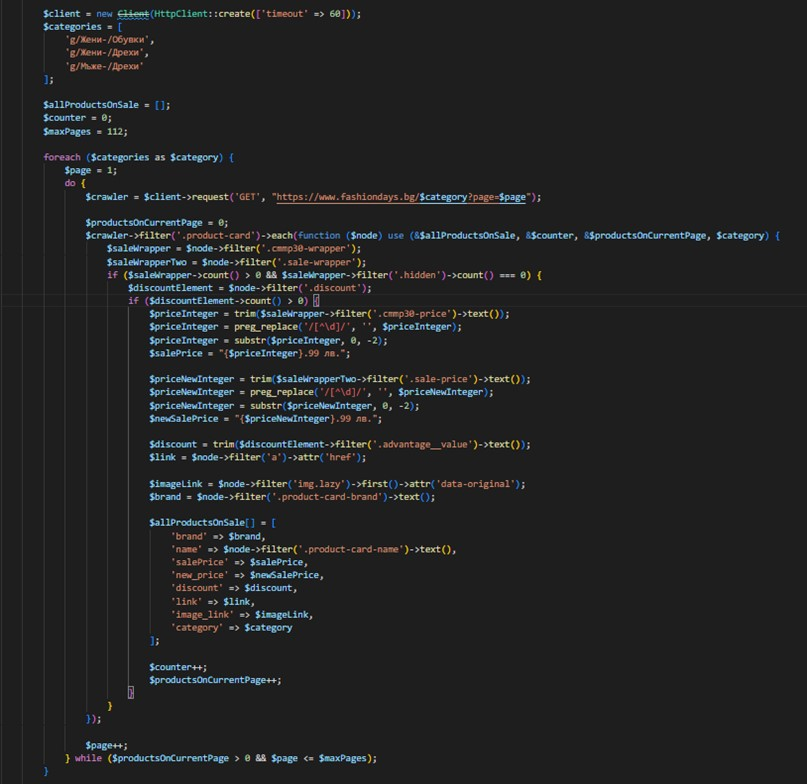 $client = new Client(HttpClient::create(['timeout' => 60]));
$categories = [
'g/Жени-/Обувки',
'g/Жени-/Дрехи',
'g/Мъже-/Дрехи'
];
$allProductsOnSale = [];
$counter = 0;
$maxPages = 112;
foreach ($categories as $category) {
$page = 1;
do {
$crawler = $client->request('GET', "https://www.fashiondays.bg/$category?page=$page");
$productsOnCurrentPage = 0;
$crawler->filter('.product-card')->each(function ($node) use (&$allProductsOnSale, &$counter, &$productsOnCurrentPage, $category) {
$saleWrapper = $node->filter('.cmmp30-wrapper');
$saleWrapperTwo = $node->filter('.sale-wrapper');
if ($saleWrapper->count() > 0 && $saleWrapper->filter('.hidden')->count() === 0) {
$discountElement = $node->filter('.discount');
if ($discountElement->count() > 0) {
$priceInteger = trim($saleWrapper->filter('.cmmp30-price')->text());
$priceInteger = preg_replace('/[^\d]/', '', $priceInteger);
$priceInteger = substr($priceInteger, 0, -2);
$salePrice = "{$priceInteger}.99 лв.";
$priceNewInteger = trim($saleWrapperTwo->filter('.sale-price')->text());
$priceNewInteger = preg_replace('/[^\d]/', '', $priceNewInteger);
$priceNewInteger = substr($priceNewInteger, 0, -2);
$newSalePrice = "{$priceNewInteger}.99 лв.";
$discount = trim($discountElement->filter('.advantage__value')->text());
$link = $node->filter('a')->attr('href');
$imageLink = $node->filter('img.lazy')->first()->attr('data-original');
$brand = $node->filter('.product-card-brand')->text();
$allProductsOnSale[] = [
'brand' => $brand,
'name' => $node->filter('.product-card-name')->text(),
'salePrice' => $salePrice,
'new_price' => $newSalePrice,
'discount' => $discount,
'link' => $link,
'image_link' => $imageLink,
'category' => $category
];
$counter++;
$productsOnCurrentPage++;
}
}
});
$page++;
} while ($productsOnCurrentPage > 0 && $page <= $maxPages);
}